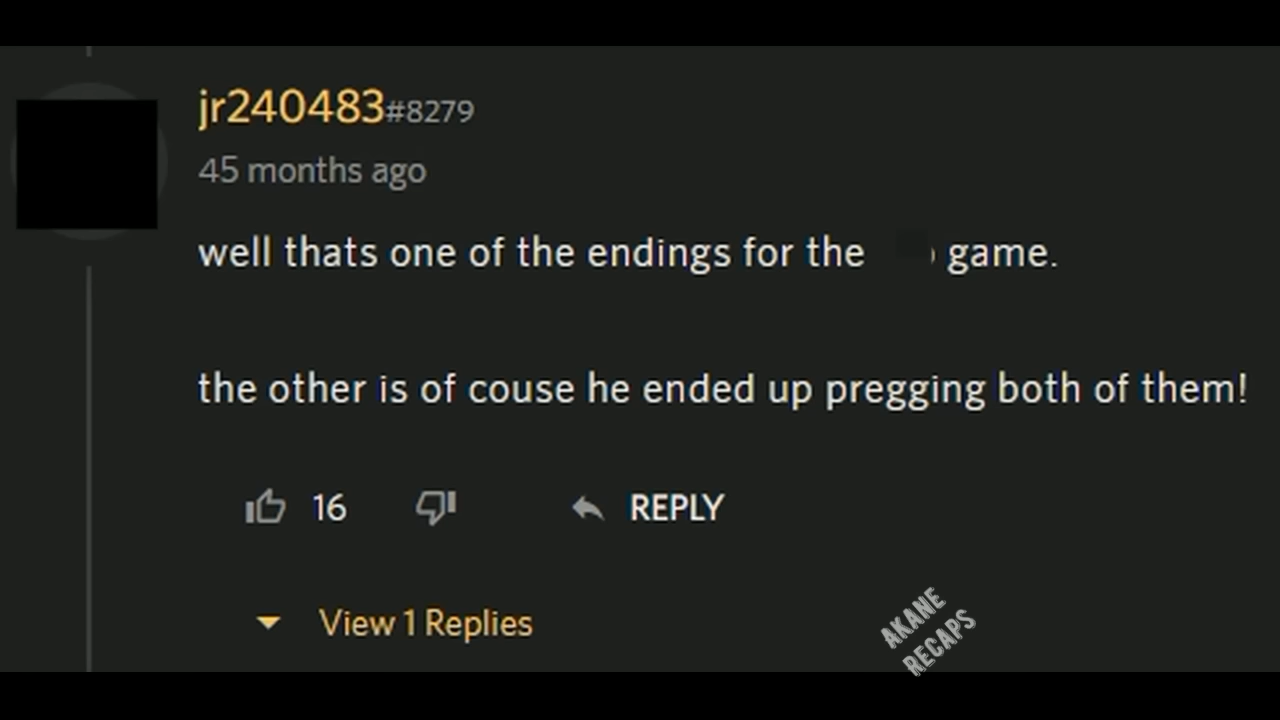 jr240483#8279
45 months ago
well thats one of the endings for the game.
the other is of couse he ended up pregging both of them!
16 REPLY
View 1 Replies
AKANE
RECAPS